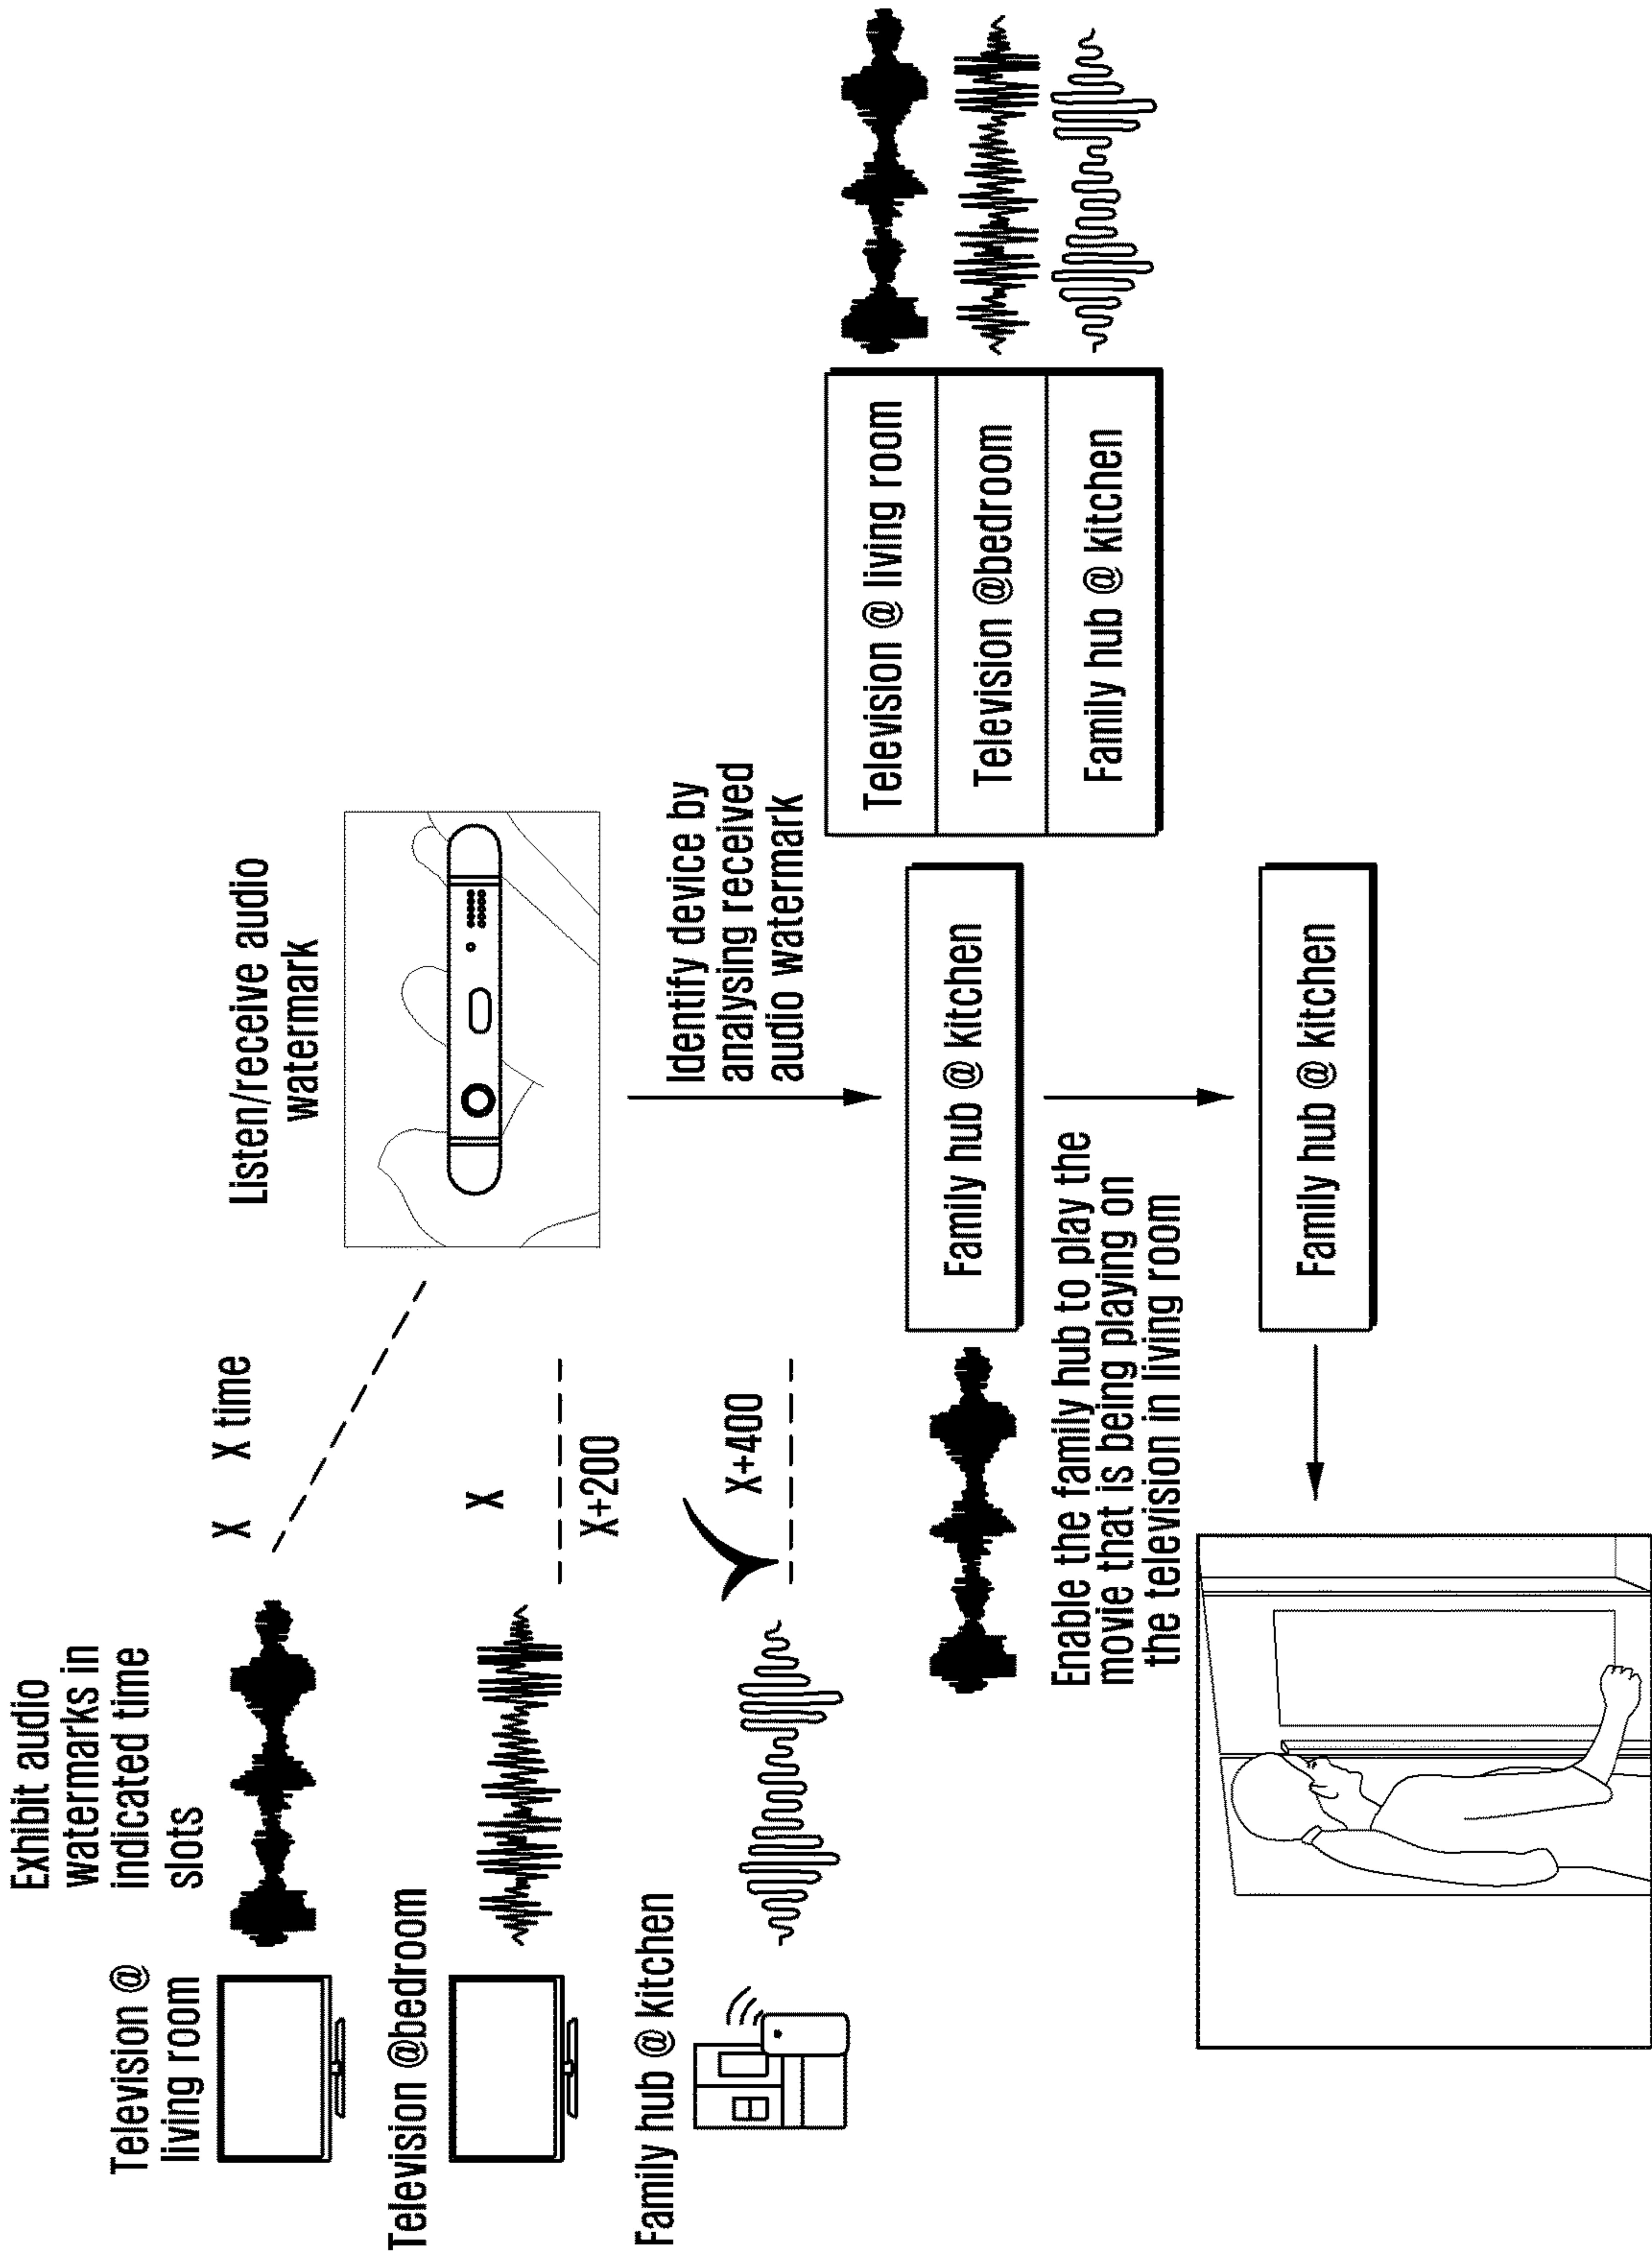 Exhibit audio
watermarks in
indicated time
slots
Television @
living room
X
X time
Listen/receive audio
watermark
Television @bedroom
X
X+200
Family hub @ kitchen
X+400
Identify device by
analysing received
audio watermark
Family hub @ kitchen
Television @ living room
Television @bedroom
Family hub @ kitchen
Enable the family hub to play the
movie that is being playing on
the television in living room
Family hub @ kitchen